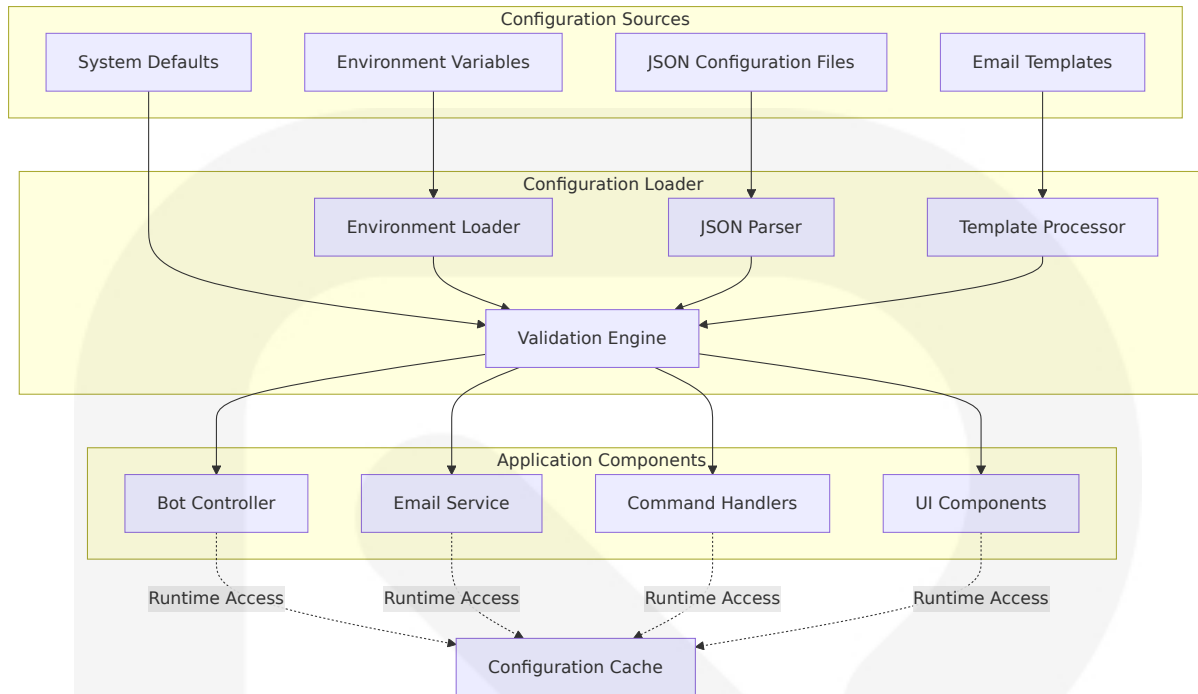 Configuration Sources
System Defaults
Environment Variables
JSON Configuration Files
Email Templates
Configuration Loader
Environment Loader
JSON Parser
Template Processor
Validation Engine
Application Components
Bot Controller
Email Service
Command Handlers
UI Components
Runtime Access
Runtime Access
Runtime Access
Runtime Access
Configuration Cache